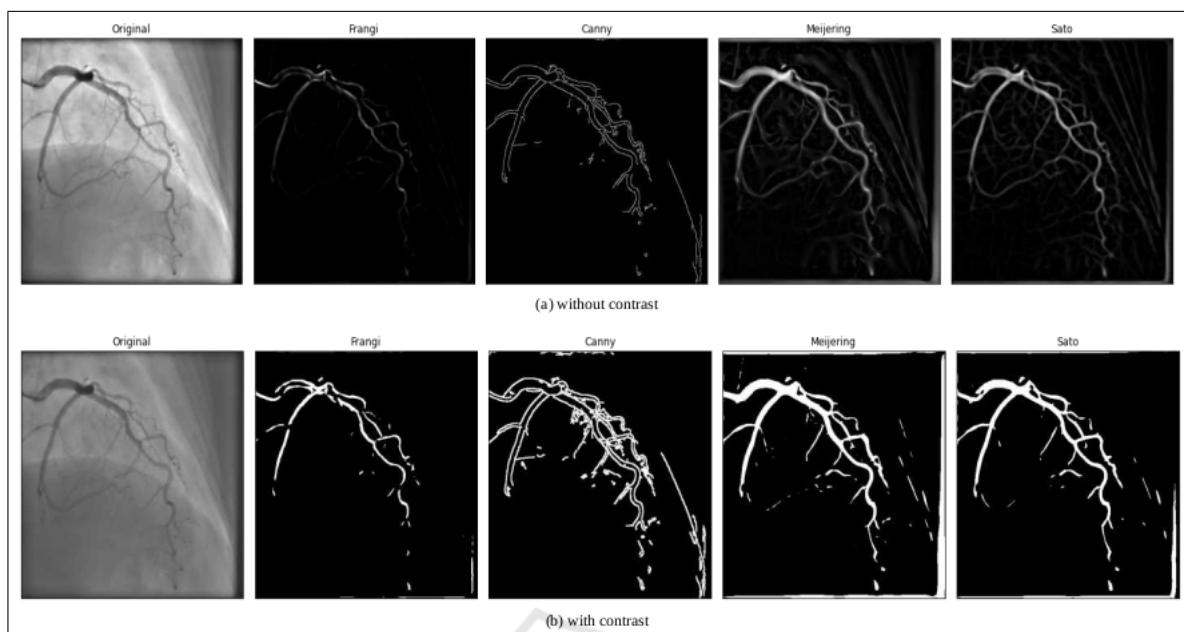 Original Frangi Canny Meijering Sato
(a) without contrast
Original Frangi Canny Meijering Sato
(b) with contrast